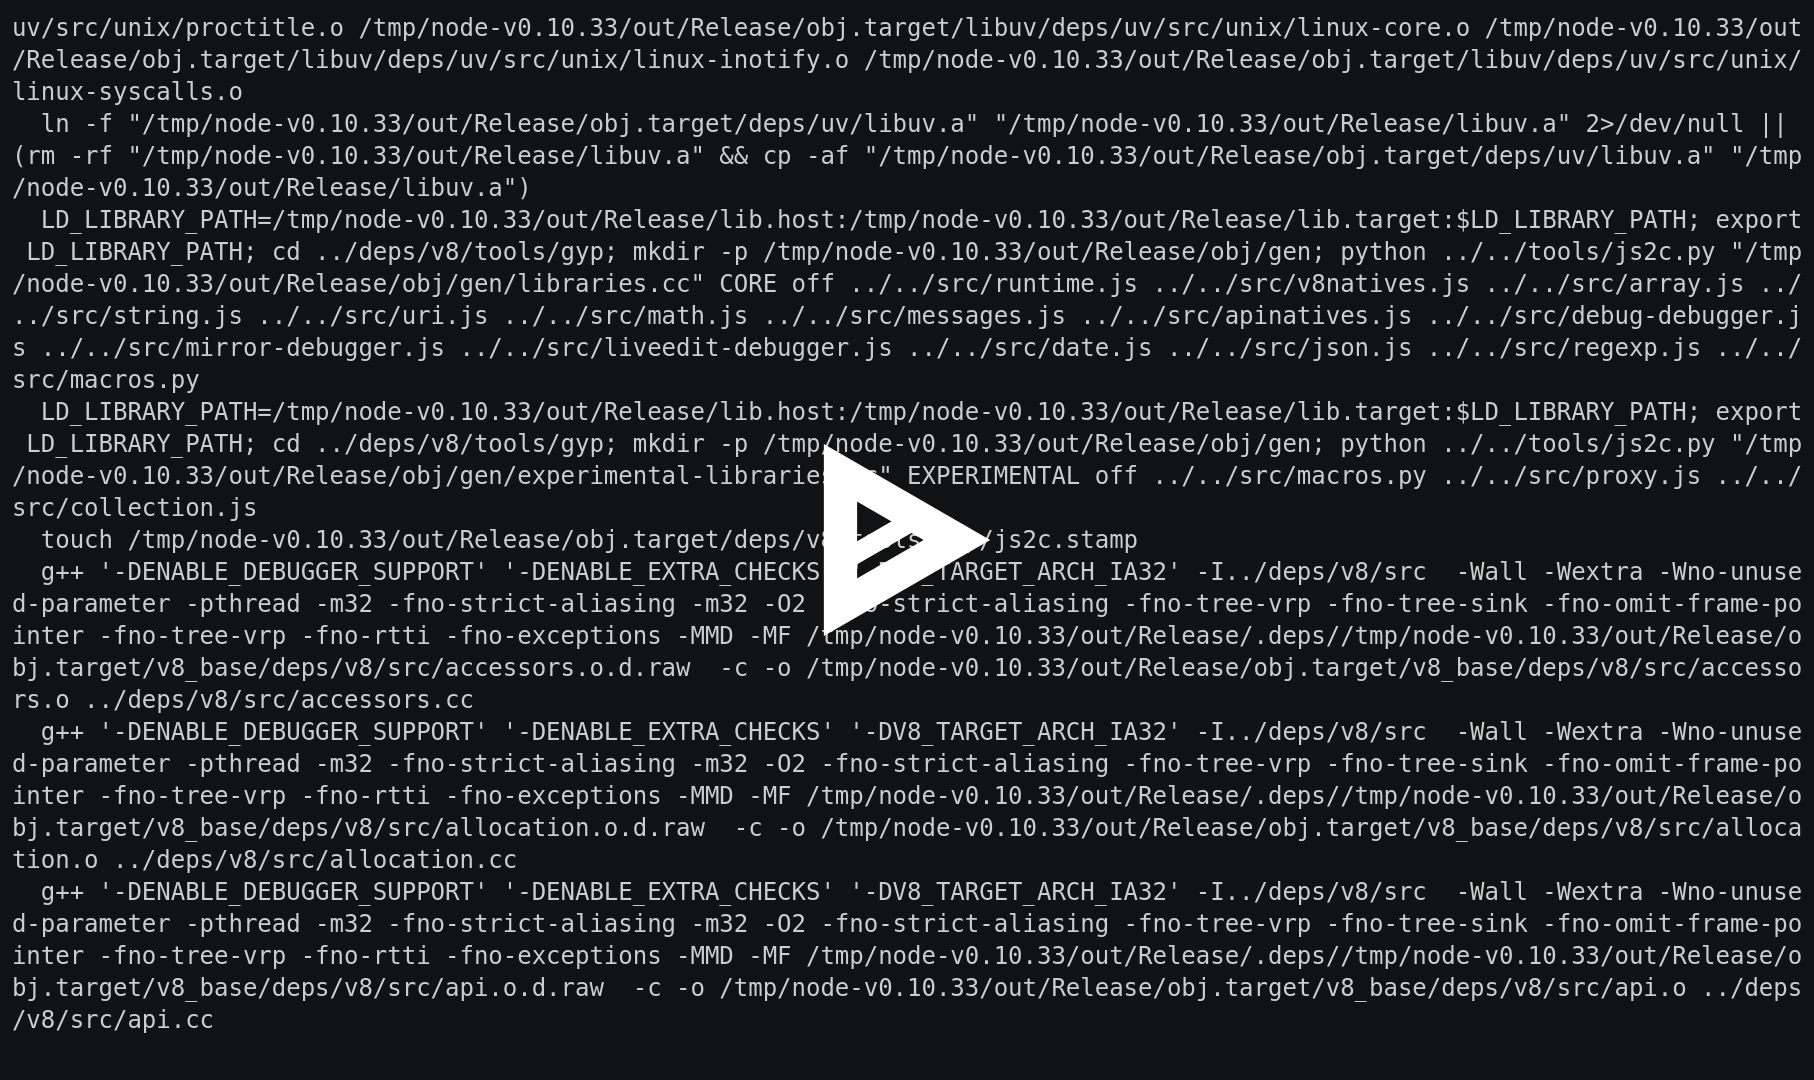 uv/src/unix/proctitle.o /tmp/node-v0.10.33/out/Release/obj.target/libuv/deps/uv/src/unix/linux-core.o /tmp/node-v0.10.33/out
/Release/obj.target/libuv/deps/uv/src/unix/linux-inotify.o /tmp/node-v0.10.33/out/Release/obj.target/libuv/deps/uv/src/unix/
linux-syscalls.o
  ln -f "/tmp/node-v0.10.33/out/Release/obj.target/deps/uv/libuv.a" "/tmp/node-v0.10.33/out/Release/libuv.a" 2>/dev/null ||
(rm -rf "/tmp/node-v0.10.33/out/Release/libuv.a" && cp -af "/tmp/node-v0.10.33/out/Release/obj.target/deps/uv/libuv.a" "/tmp
/node-v0.10.33/out/Release/libuv.a")
  LD_LIBRARY_PATH=/tmp/node-v0.10.33/out/Release/lib.host:/tmp/node-v0.10.33/out/Release/lib.target:$LD_LIBRARY_PATH; export
 LD_LIBRARY_PATH; cd ../deps/v8/tools/gyp; mkdir -p /tmp/node-v0.10.33/out/Release/obj/gen; python ../../tools/js2c.py "/tmp
/node-v0.10.33/out/Release/obj/gen/libraries.cc" CORE off ../../src/runtime.js ../../src/v8natives.js ../../src/array.js ../
../src/string.js ../../src/uri.js ../../src/math.js ../../src/messages.js ../../src/apinatives.js ../../src/debug-debugger.j
s ../../src/mirror-debugger.js ../../src/liveedit-debugger.js ../../src/date.js ../../src/json.js ../../src/regexp.js ../../
src/macros.py
  LD_LIBRARY_PATH=/tmp/node-v0.10.33/out/Release/lib.host:/tmp/node-v0.10.33/out/Release/lib.target:$LD_LIBRARY_PATH; export
 LD_LIBRARY_PATH; cd ../deps/v8/tools/gyp; mkdir -p /tmp/node-v0.10.33/out/Release/obj/gen; python ../../tools/js2c.py "/tmp
/node-v0.10.33/out/Release/obj/gen/experimental-libraries EXPERIMENTAL off ../../src/macros.py ../../src/proxy.js ../../
src/collection.js
  touch /tmp/node-v0.10.33/out/Release/obj.target/deps/v8 /js2c.stamp
  g++ '-DENABLE_DEBUGGER_SUPPORT' '-DENABLE_EXTRA_CHECKS TARGET_ARCH_IA32' -I../deps/v8/src  -Wall -Wextra -Wno-unuse
d-parameter -pthread -m32 -fno-strict-aliasing -m32 -O2 -strict-aliasing -fno-tree-vrp -fno-tree-sink -fno-omit-frame-po
inter -fno-tree-vrp -fno-rtti -fno-exceptions -MMD -MF /tmp/node-v0.10.33/out/Release/.deps//tmp/node-v0.10.33/out/Release/o
bj.target/v8_base/deps/v8/src/accessors.o.d.raw  -c -o /tmp/node-v0.10.33/out/Release/obj.target/v8_base/deps/v8/src/accesso
rs.o ../deps/v8/src/accessors.cc
  g++ '-DENABLE_DEBUGGER_SUPPORT' '-DENABLE_EXTRA_CHECKS' '-DV8_TARGET_ARCH_IA32' -I../deps/v8/src  -Wall -Wextra -Wno-unuse
d-parameter -pthread -m32 -fno-strict-aliasing -m32 -O2 -fno-strict-aliasing -fno-tree-vrp -fno-tree-sink -fno-omit-frame-po
inter -fno-tree-vrp -fno-rtti -fno-exceptions -MMD -MF /tmp/node-v0.10.33/out/Release/.deps//tmp/node-v0.10.33/out/Release/o
bj.target/v8_base/deps/v8/src/allocation.o.d.raw  -c -o /tmp/node-v0.10.33/out/Release/obj.target/v8_base/deps/v8/src/alloca
tion.o ../deps/v8/src/allocation.cc
  g++ '-DENABLE_DEBUGGER_SUPPORT' '-DENABLE_EXTRA_CHECKS' '-DV8_TARGET_ARCH_IA32' -I../deps/v8/src  -Wall -Wextra -Wno-unuse
d-parameter -pthread -m32 -fno-strict-aliasing -m32 -O2 -fno-strict-aliasing -fno-tree-vrp -fno-tree-sink -fno-omit-frame-po
inter -fno-tree-vrp -fno-rtti -fno-exceptions -MMD -MF /tmp/node-v0.10.33/out/Release/.deps//tmp/node-v0.10.33/out/Release/o
bj.target/v8_base/deps/v8/src/api.o.d.raw  -c -o /tmp/node-v0.10.33/out/Release/obj.target/v8_base/deps/v8/src/api.o ../deps
/v8/src/api.cc